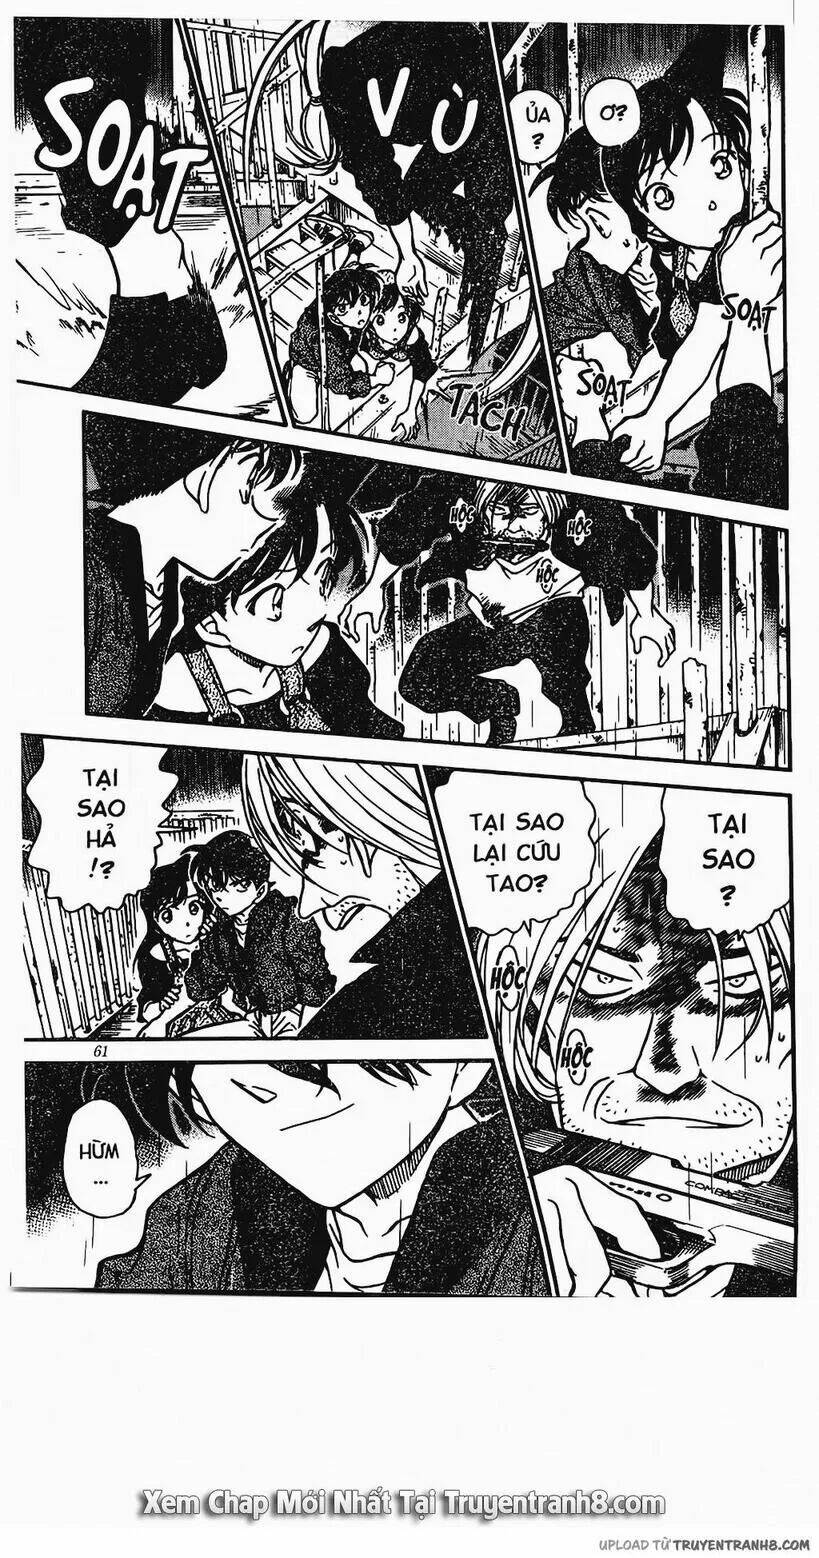 Ơ?
ỦA
?
SOẠT
SOẠT
VÙ
TÁCH
SOẠT
HỘC
HỘC
HỘC
TẠI
SAO
?
TẠI SAO
LẠI CỨU
TAO?
HỘC
HỘC
TẠI
SAO
HẢ
!?
61
HỪM
...
Xem Chap Mới Nhất Tại Truyentranh8.com
UPLOAD TỪ TRUYENTRANH8.COM